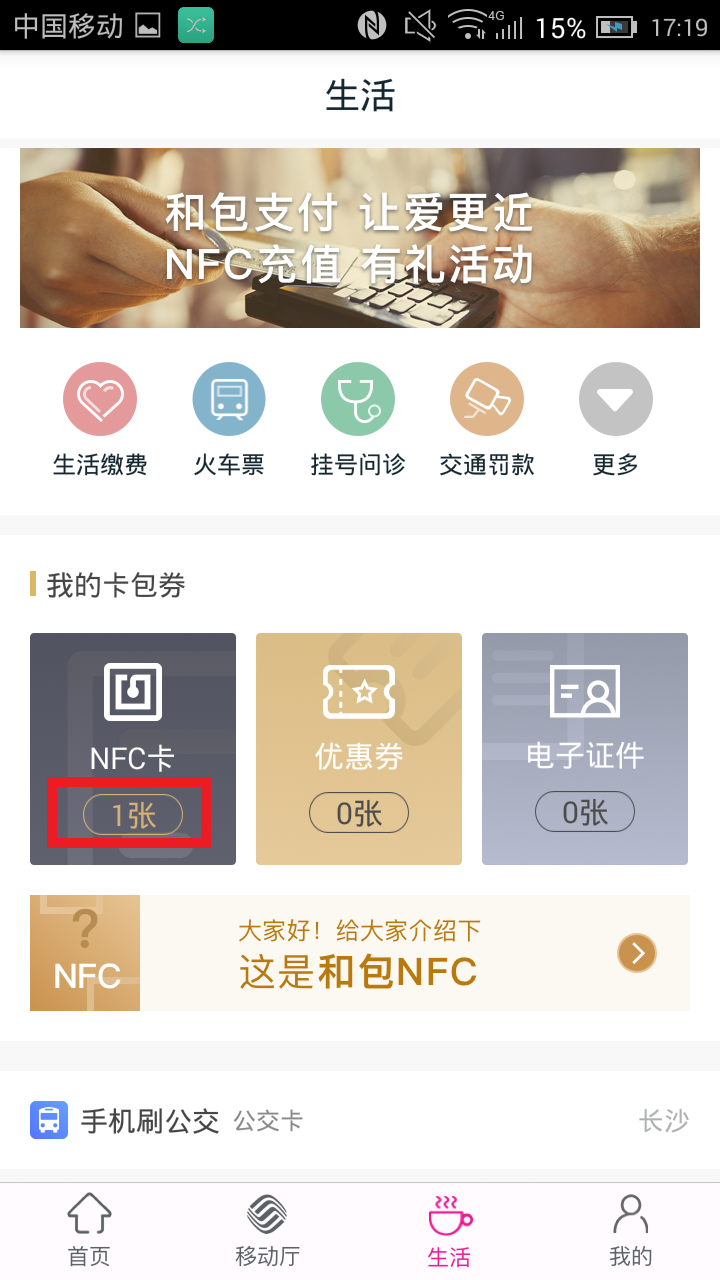 中国移动 4G 15% 17:19
生活
和包支付 让爱更近
NFC充值 有礼活动
生活缴费 火车票 挂号问诊 交通罚款 更多
我的卡包券
NFC卡 优惠券 电子证件
1张 0张 0张
?
NFC
大家好！给大家介绍下
这是和包NFC
手机刷公交 公交卡 长沙
首页 移动厅 生活 我的